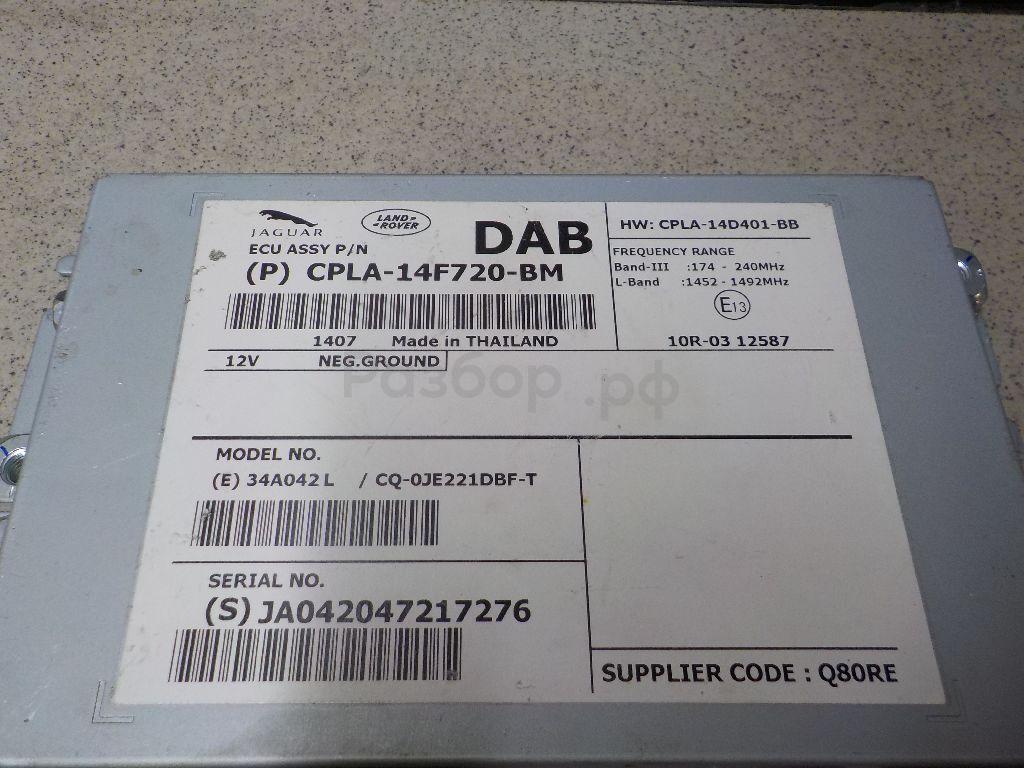 JAGUAR
LAND-
-ROVER
DAB
ECU ASSY P/N
(P) CPLA-14F720-BM
HW: CPLA-14D401-BB
FREQUENCY RANGE
Band-III :174 - 240MHz
L-Band :1452 - 1492MHz
E13
1407 Made in THAILAND
10R-03 12587
12V NEG.GROUND
Разбор.рф
MODEL NO.
(E) 34A042L / CQ-0JE221DBF-T
SERIAL NO.
(S) JA042047217276
SUPPLIER CODE : Q80RE